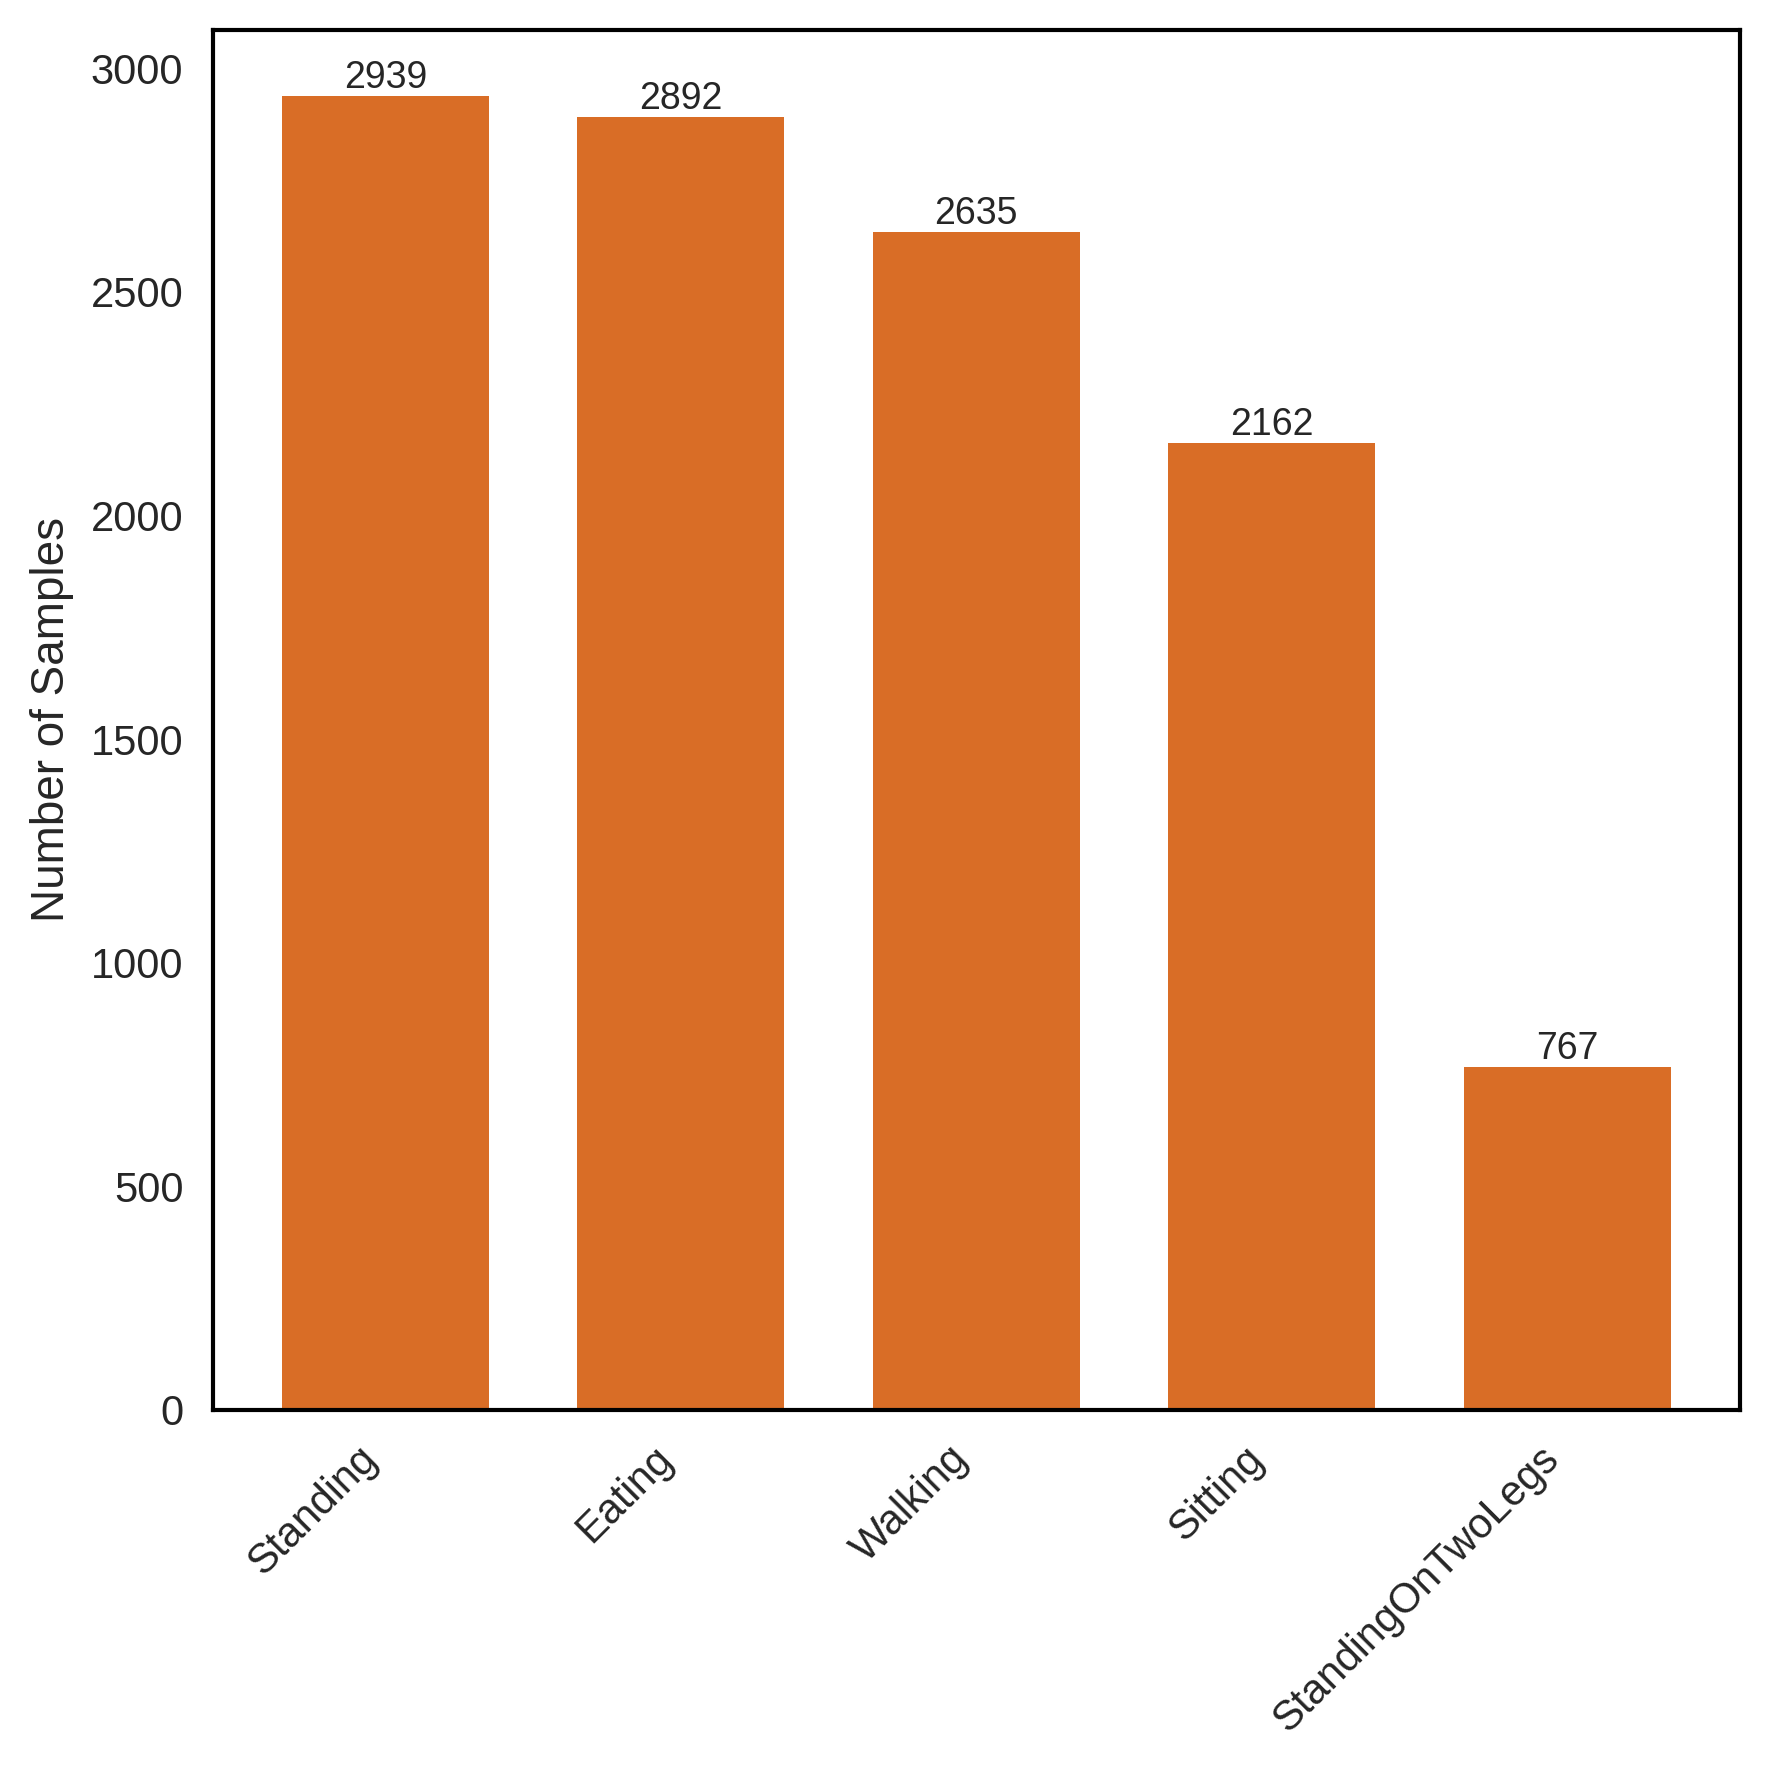 Number of Samples
3000
2500
2000
1500
1000
500
0
2939
2892
2635
2162
767
Standing
Eating
Walking
Sitting
StandingOnTwoLegs